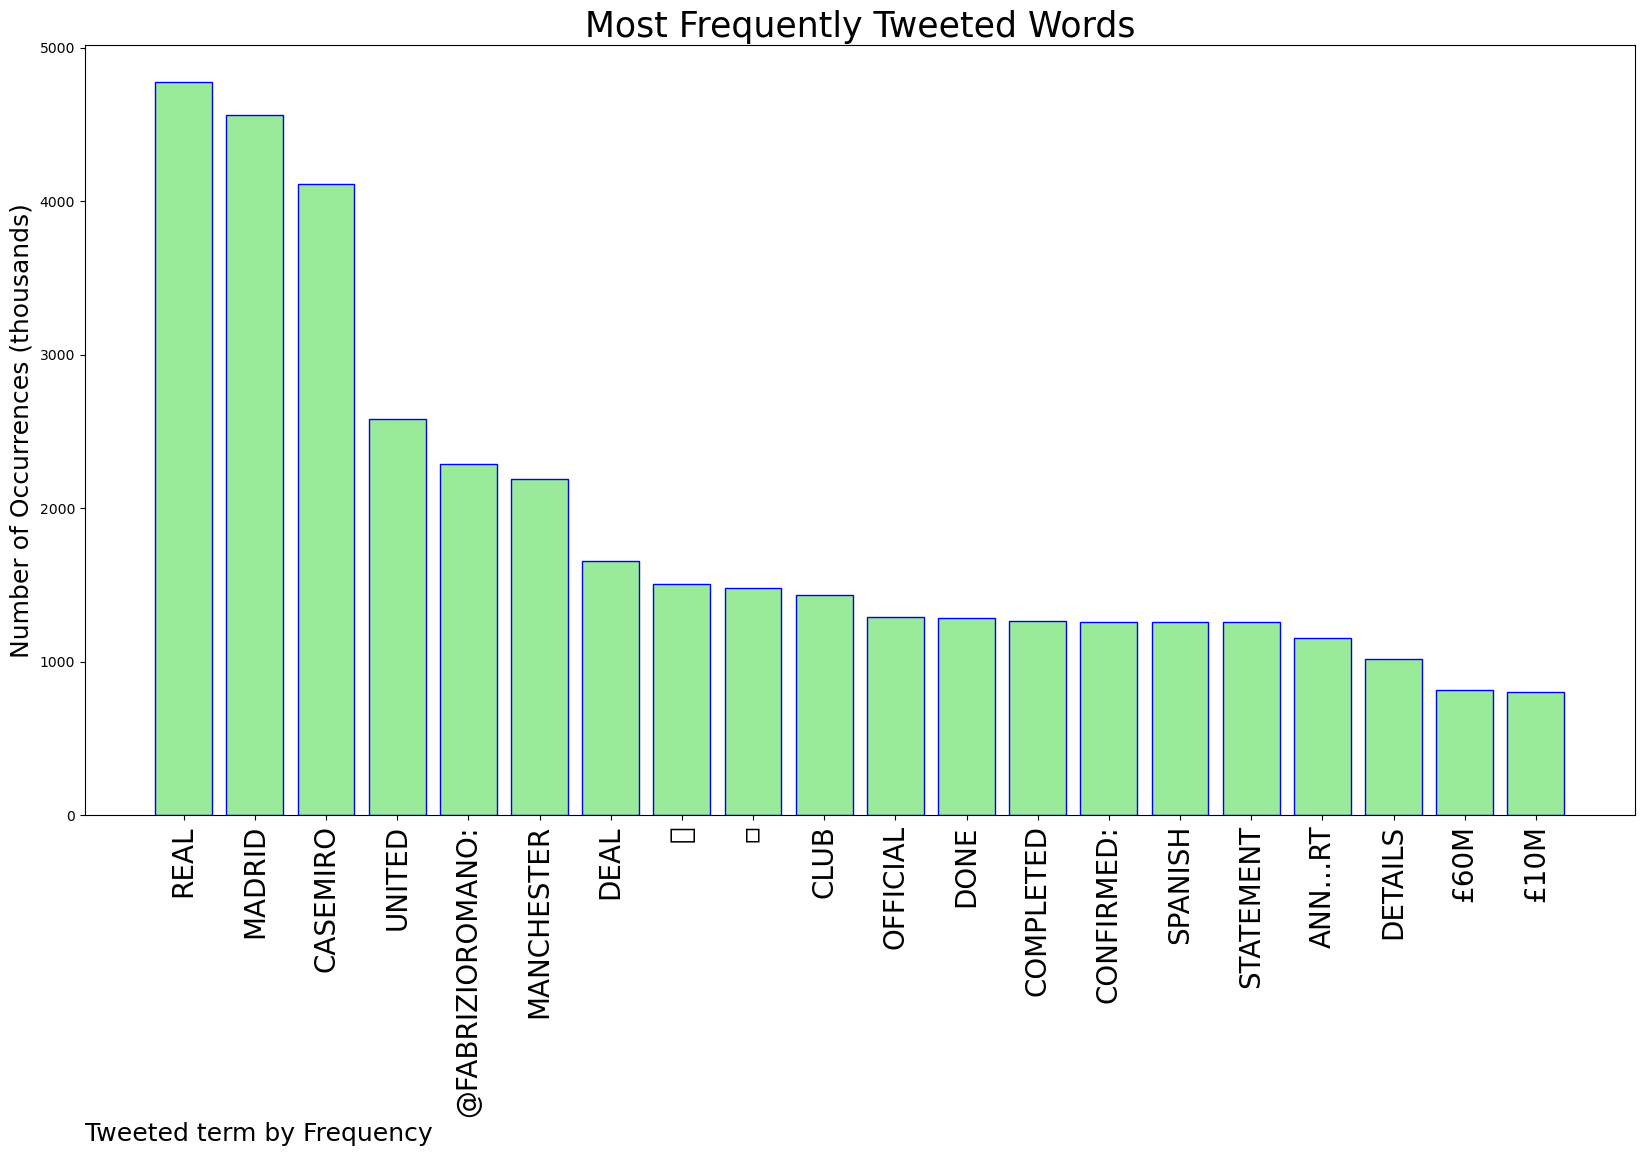 Most Frequently Tweeted Words
Number of Occurrences (thousands)
5000
4000
3000
2000
1000
0
REAL
MADRID
CASEMIRO
UNITED
@FABRIZIOROMANO:
MANCHESTER
DEAL
CLUB
OFFICIAL
DONE
COMPLETED
CONFIRMED:
SPANISH
STATEMENT
ANN…RT
DETAILS
£60M
£10M
Tweeted term by Frequency